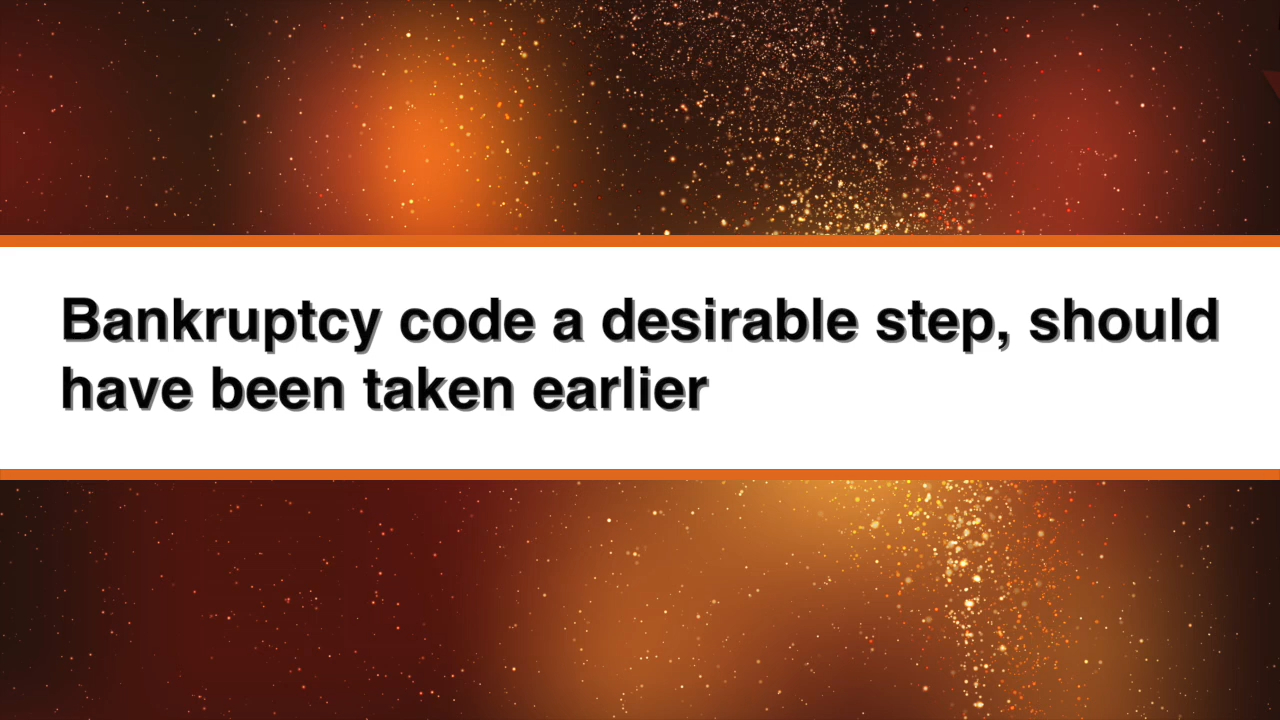 Bankruptcy code a desirable step, should
have been taken earlier